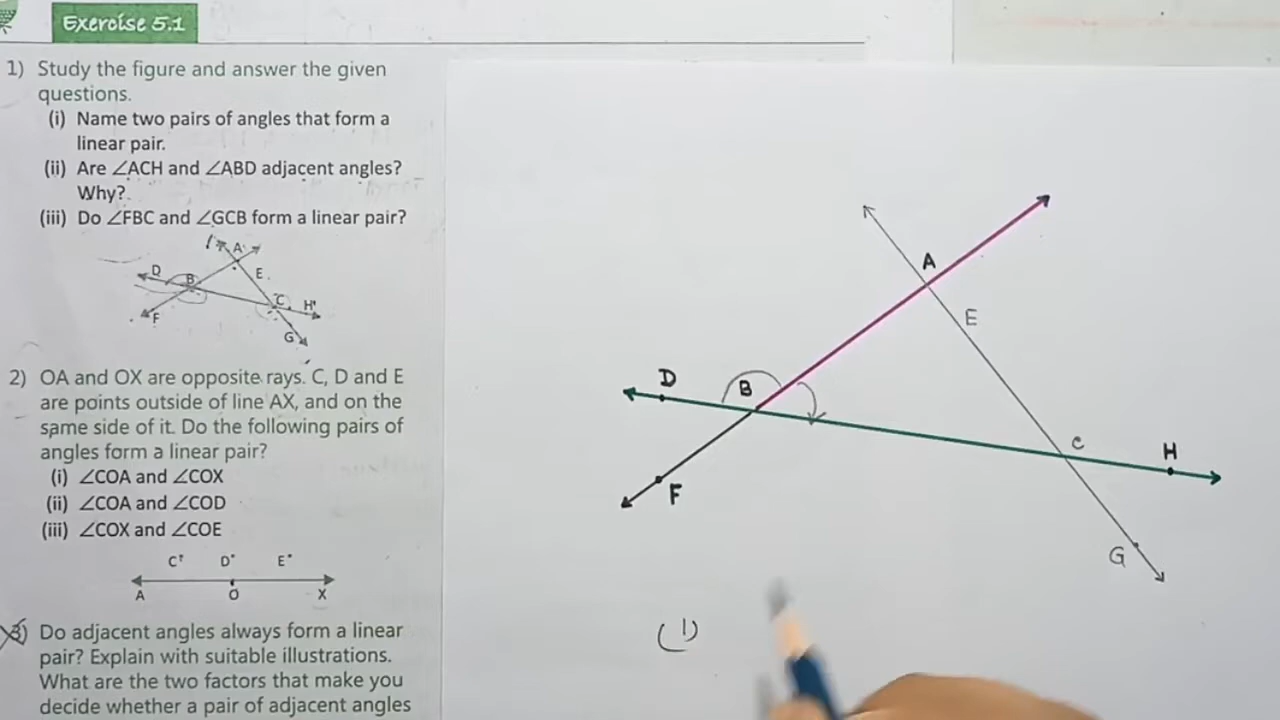 Exercise 5.1
1) Study the figure and answer the given
questions.
(i) Name two pairs of angles that form a
linear pair.
(ii) Are ∠ACH and ∠ABD adjacent angles?
Why?
(iii) Do ∠FBC and ∠GCB form a linear pair?
A
D
B
E
C
H
F
G
2) OA and OX are opposite rays. C, D and E
are points outside of line AX, and on the
same side of it. Do the following pairs of
angles form a linear pair?
(i) ∠COA and ∠COX
(ii) ∠COA and ∠COD
(iii) ∠COX and ∠COE
C D E
A O X
3) Do adjacent angles always form a linear
pair? Explain with suitable illustrations.
What are the two factors that make you
decide whether a pair of adjacent angles
A
E
D
B
C
H
F
G
(1)